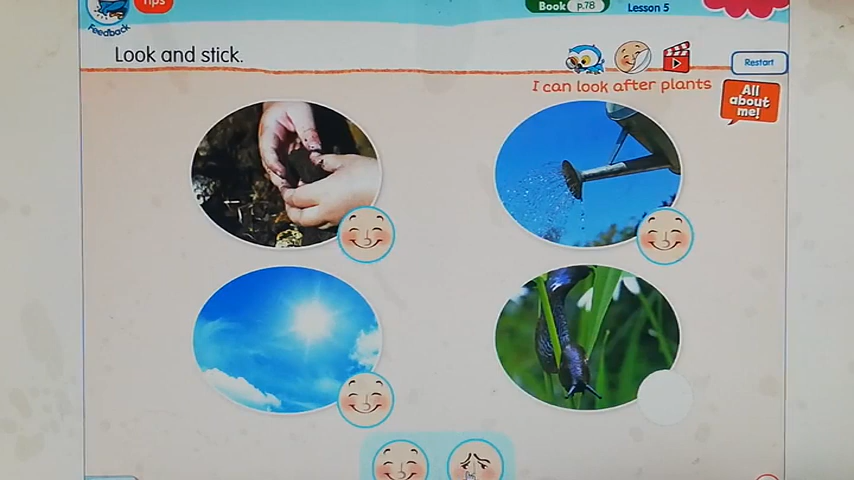 Tips
Book p.78
Lesson 5
Feedback
Look and stick.
Restart
I can look after plants
All
about
me!